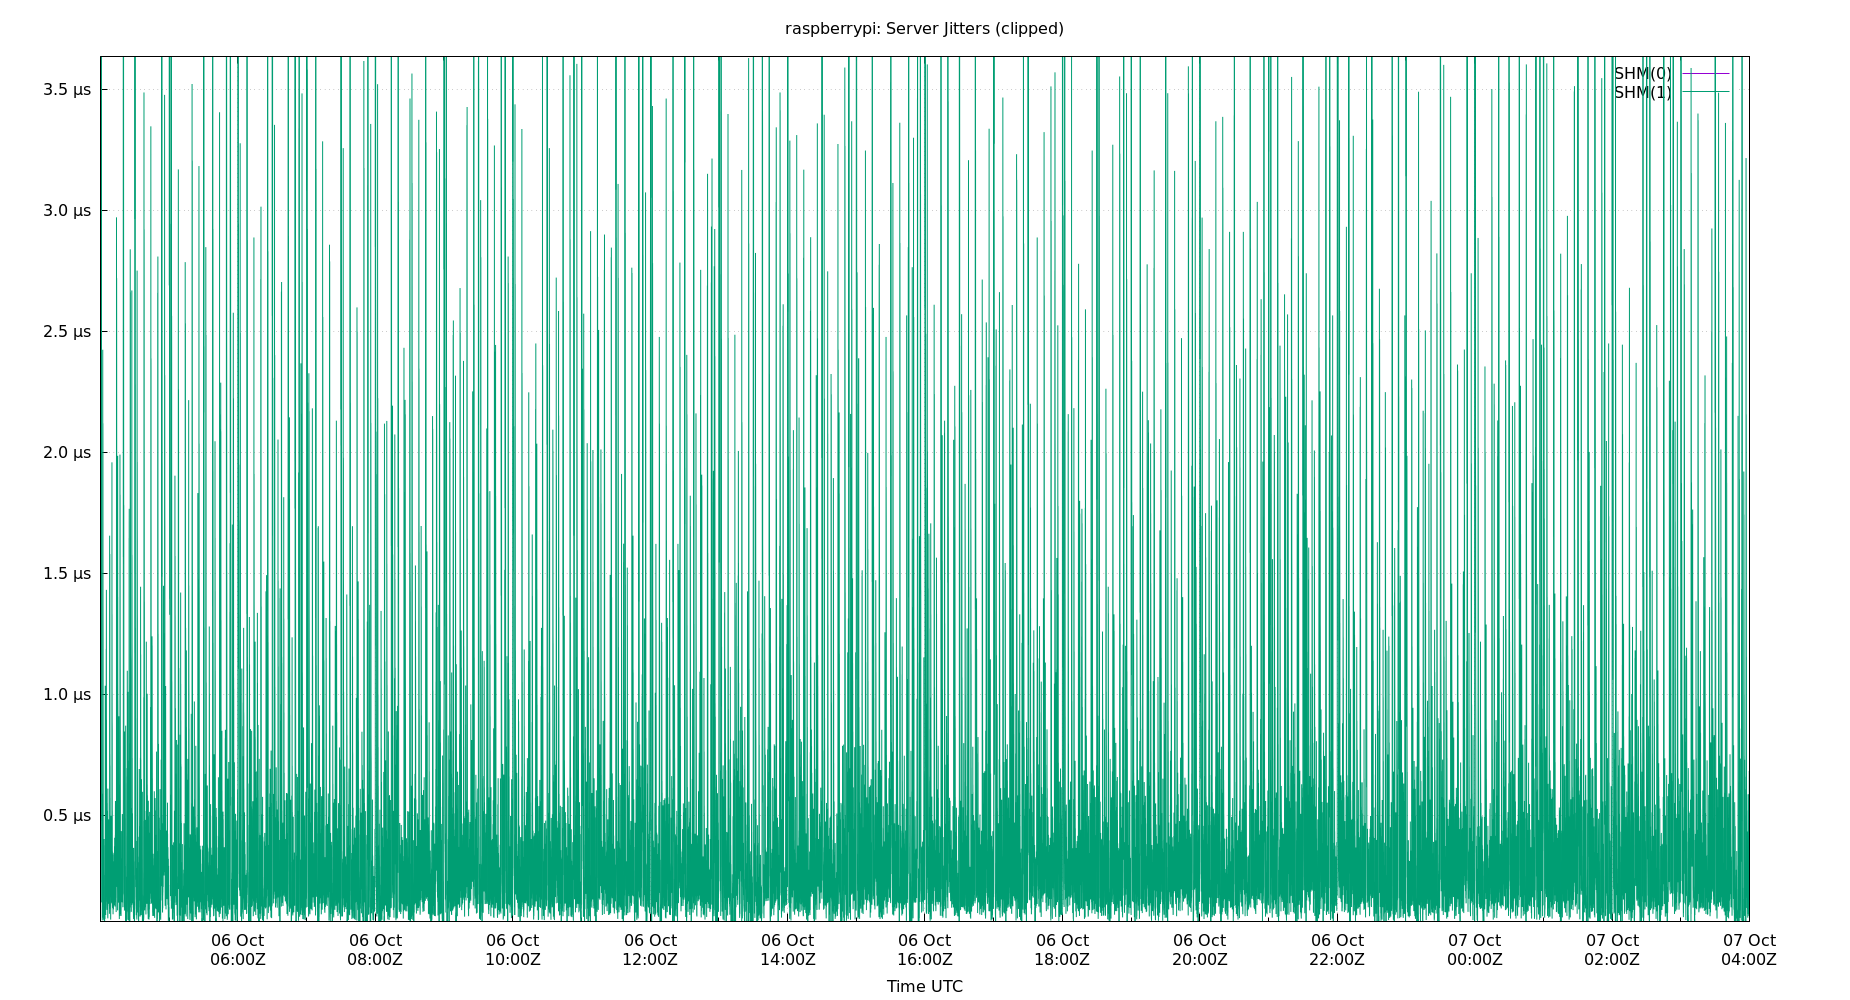 raspberrypi: Server Jitters (clipped)
SHM(0)
SHM(1)
3.5 µs
3.0 µs
2.5 µs
2.0 µs
1.5 µs
1.0 µs
0.5 µs
06 Oct 06 Oct 06 Oct 06 Oct 06 Oct 06 Oct 06 Oct 06 Oct 06 Oct 07 Oct 07 Oct 07 Oct
06:00Z 08:00Z 10:00Z 12:00Z 14:00Z 16:00Z 18:00Z 20:00Z 22:00Z 00:00Z 02:00Z 04:00Z
Time UTC